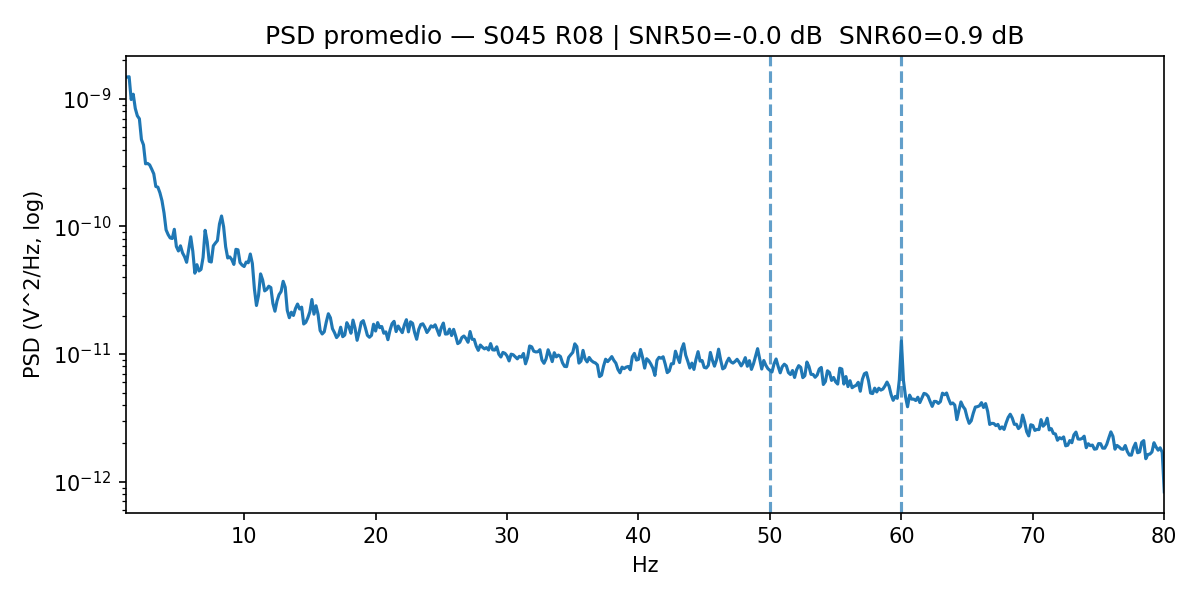 PSD promedio — S045 R08 | SNR50=-0.0 dB  SNR60=0.9 dB
PSD (V^2/Hz, log)
10⁻⁹
10⁻¹⁰
10⁻¹¹
10⁻¹²
10 20 30 40 50 60 70 80
Hz